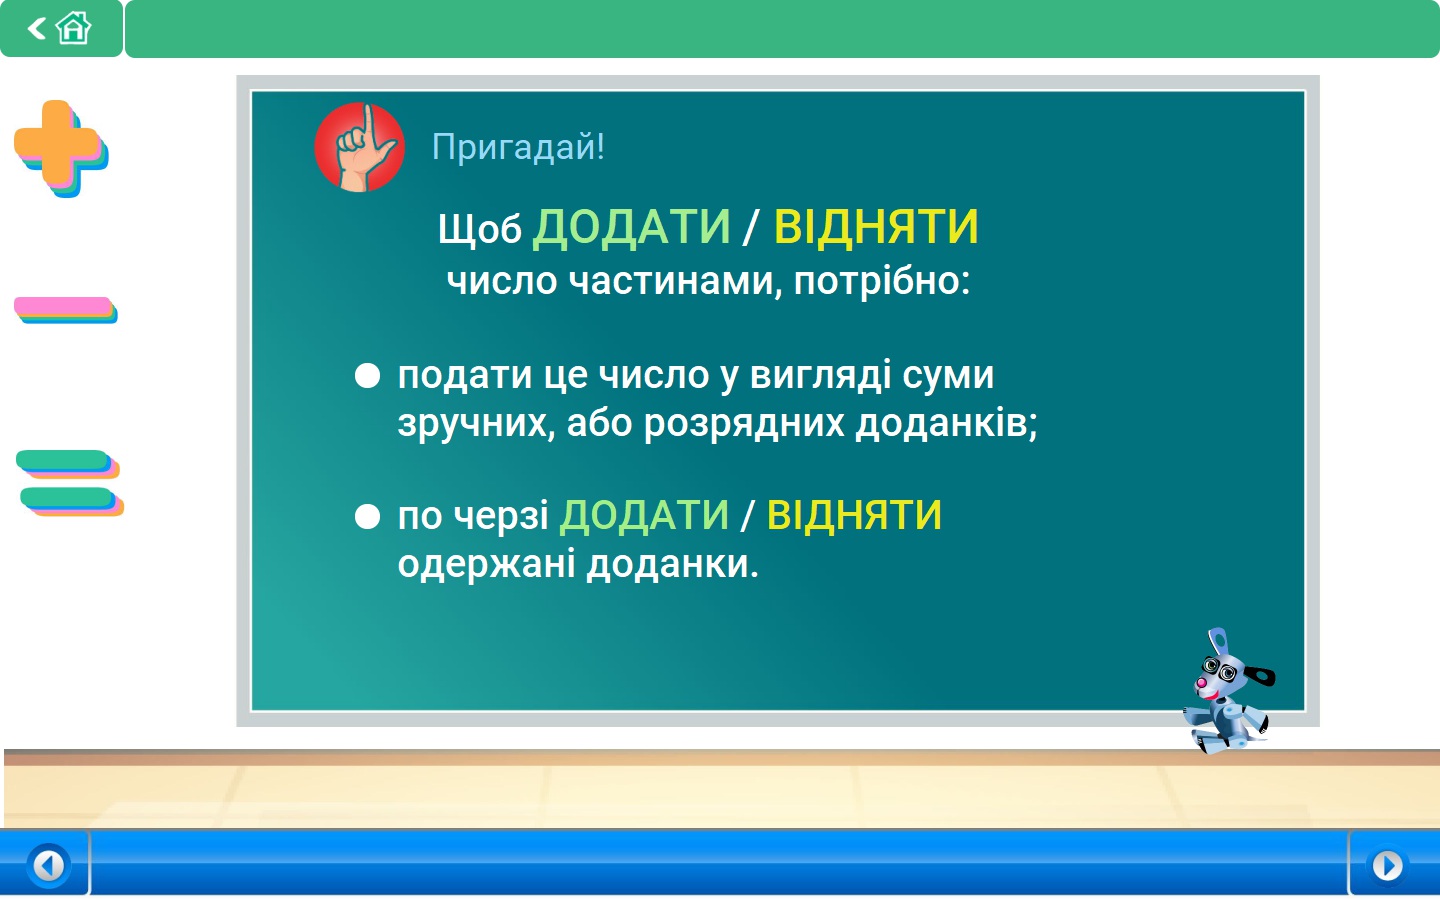 Пригадай!
Щоб ДОДАТИ / ВІДНЯТИ
число частинами, потрібно:
● подати це число у вигляді суми
зручних, або розрядних доданків;
● по черзі ДОДАТИ / ВІДНЯТИ
одержані доданки.